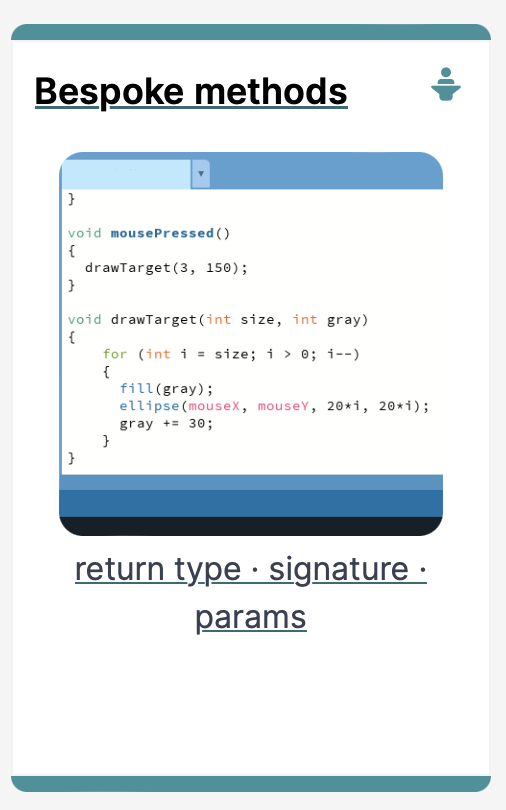 Bespoke methods
}
void mousePressed()
{
  drawTarget(3, 150);
}
void drawTarget(int size, int gray)
{
    for (int i = size; i > 0; i--)
    {
      fill(gray);
      ellipse(mouseX, mouseY, 20*i, 20*i);
      gray += 30;
    }
}
return type · signature ·
params